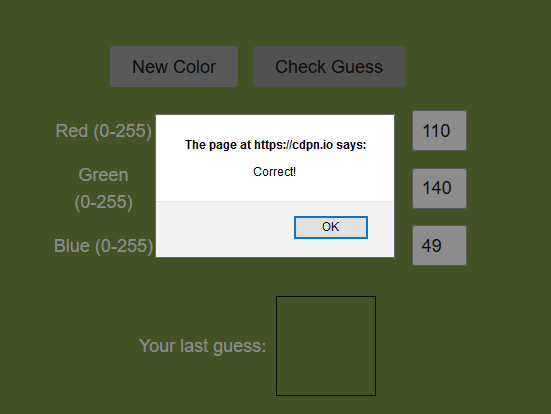 New Color Check Guess
Red (0-255) 110
The page at https://cdpn.io says:
Correct!
Green
(0-255) 140
OK
Blue (0-255) 49
Your last guess: